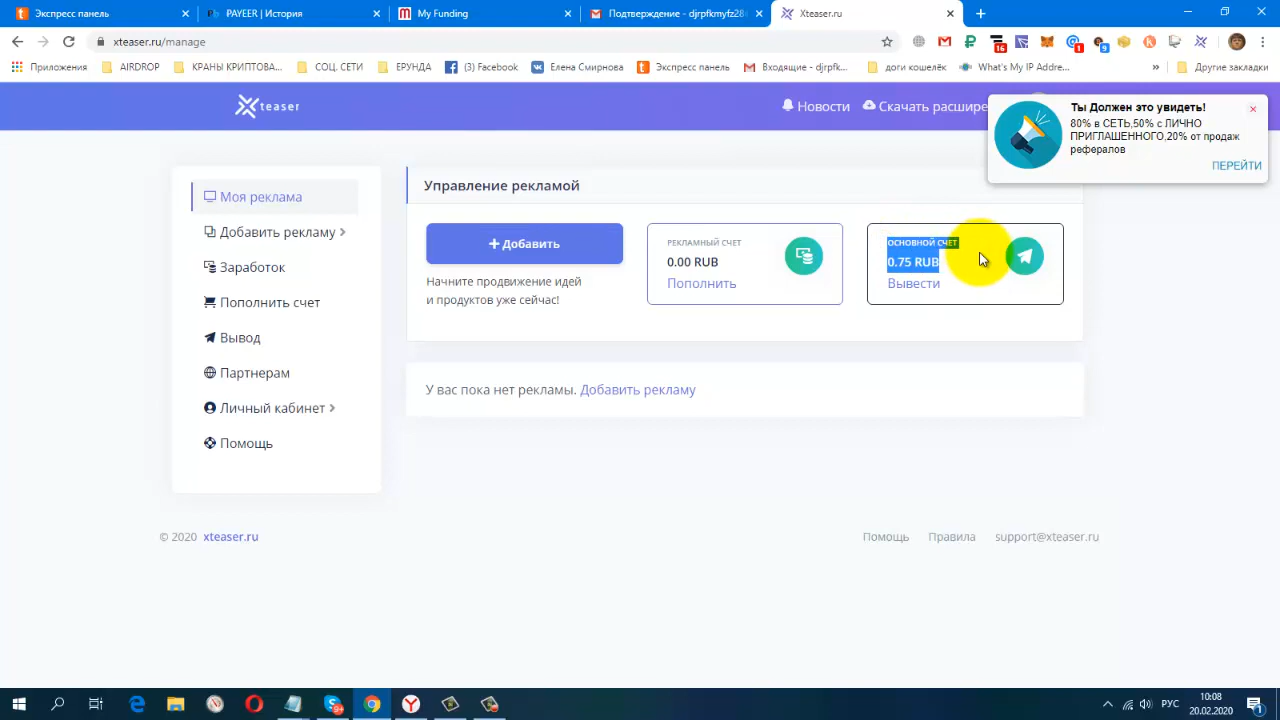 Экспресс панель
PAYEER | История
My Funding
Подтверждение - djrpfkmyfz28
Xteaser.ru
xteaser.ru/manage
16
1
9
Приложения
AIRDROP
КРАНЫ КРИПТОВА...
СОЦ. СЕТИ
ЕРУНДА
(3) Facebook
Елена Смирнова
Экспресс панель
Входящие - djrpfk...
доги кошелёк
What's My IP Addre...
»
Другие закладки
xteaser
Новости
Скачать расшире
Ты Должен это увидеть!
80% в СЕТЬ,50% с ЛИЧНО
ПРИГЛАШЕННОГО,20% от продаж
рефералов
ПЕРЕЙТИ
Моя реклама
Добавить рекламу
Заработок
Пополнить счет
Вывод
Партнерам
Личный кабинет
Помощь
Управление рекламой
+ Добавить
Начните продвижение идей
и продуктов уже сейчас!
РЕКЛАМНЫЙ СЧЕТ
0.00 RUB
Пополнить
ОСНОВНОЙ СЧЕТ
0.75 RUB
Вывести
У вас пока нет рекламы. Добавить рекламу
© 2020 xteaser.ru
Помощь
Правила
support@xteaser.ru
РУС
10:08
20.02.2020
1